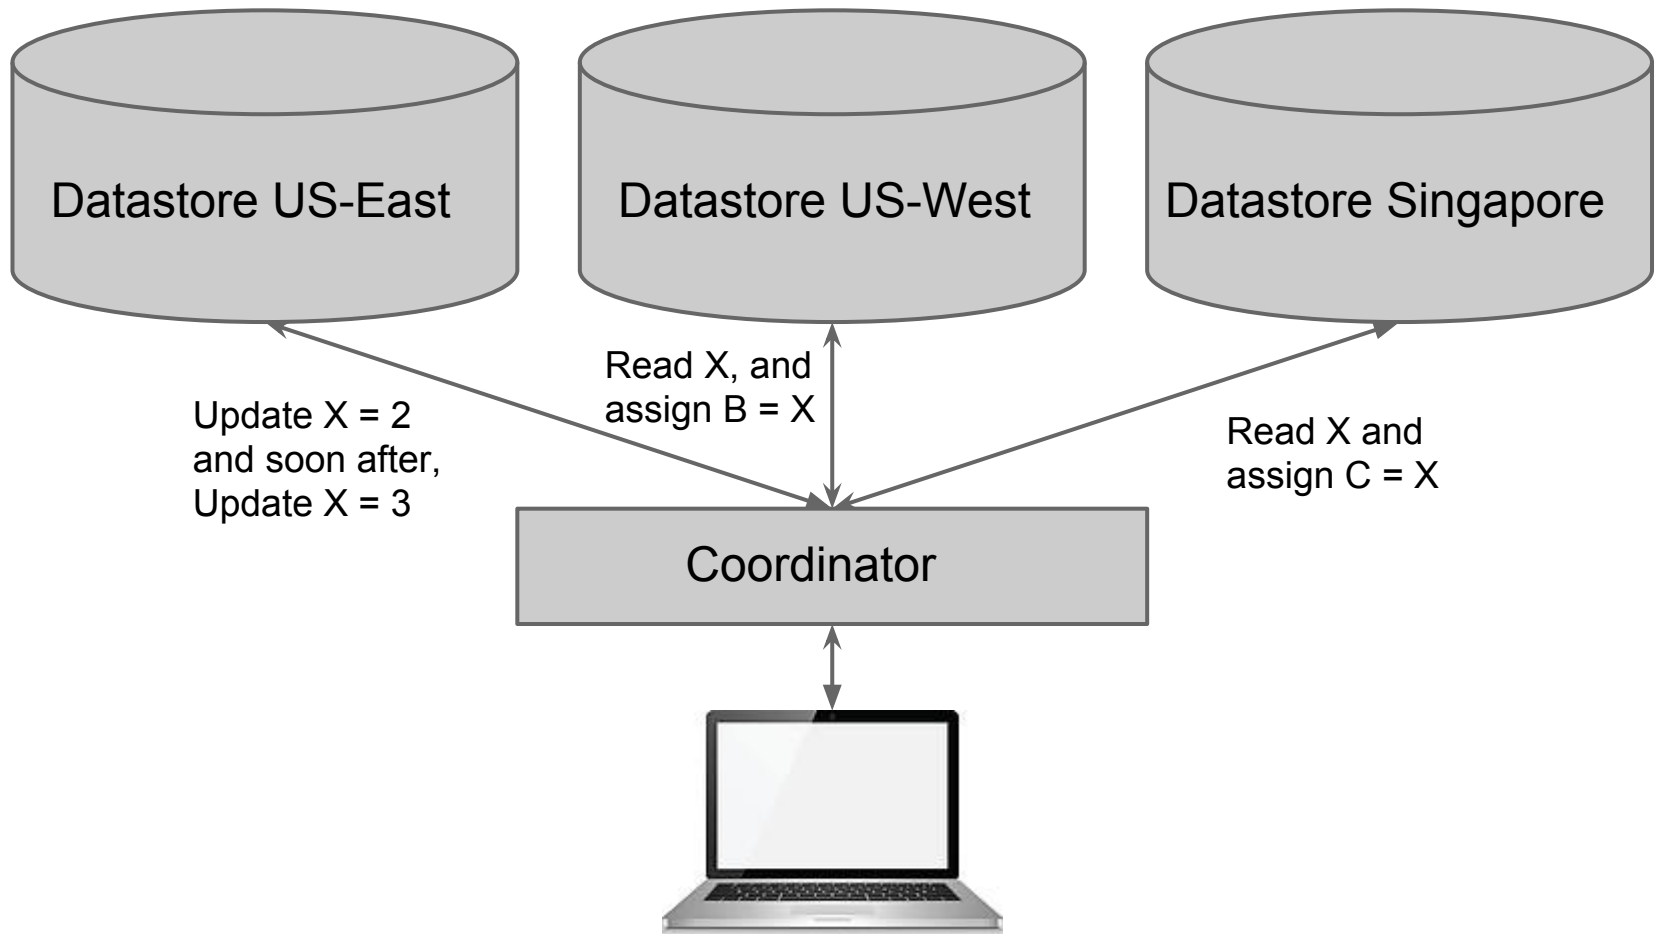 Datastore US-East
Datastore US-West
Datastore Singapore
Update X = 2
and soon after,
Update X = 3
Read X, and
assign B = X
Read X and
assign C = X
Coordinator